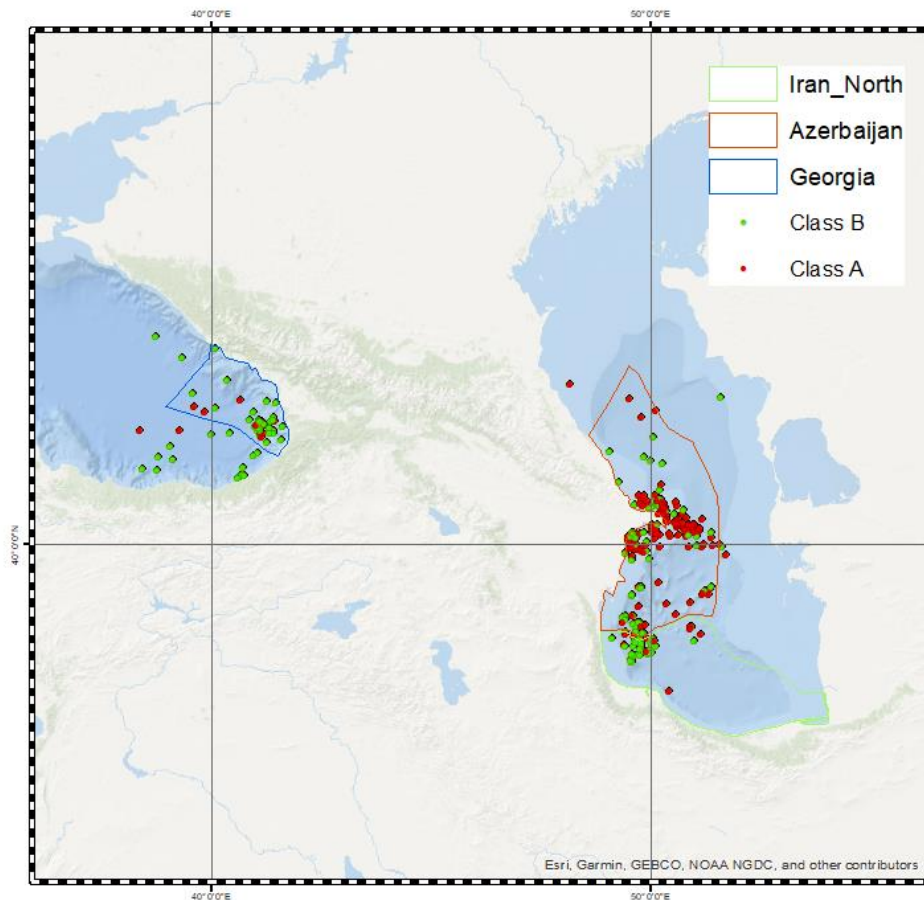 40°0'0"E
50°0'0"E
Iran_North
Azerbaijan
Georgia
Class B
Class A
40°0'0"N
Esri, Garmin, GEBCO, NOAA NGDC, and other contributors
40°0'0"E
50°0'0"E